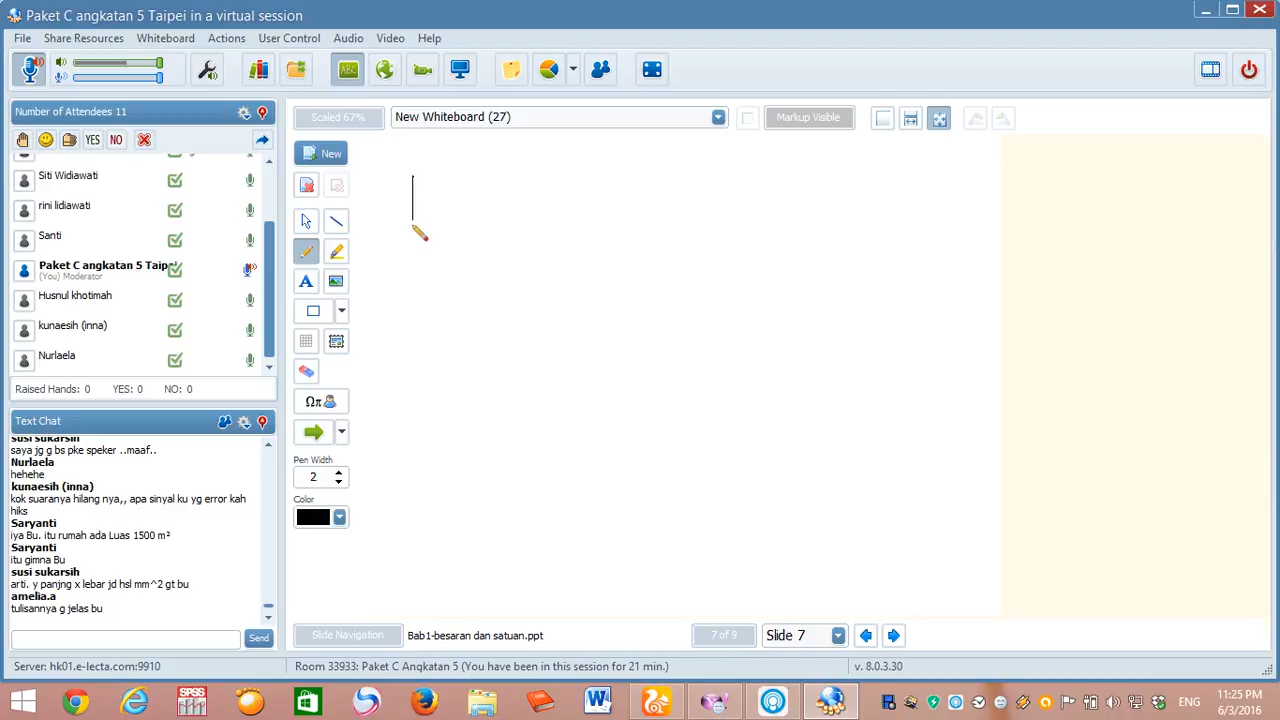 Paket C angkatan 5 Taipei in a virtual session
File Share Resources Whiteboard Actions User Control Audio Video Help
ABC
Number of Attendees 11
YES NO
Siti Widiawati
rini lidiawati
Santi
Paket C angkatan 5 Taipei
(You) Moderator
Husnul khotimah
kunaesih (inna)
Nurlaela
Raised Hands: 0 YES: 0 NO: 0
Text Chat
susi sukarsih
saya jg g bs pke speker ..maaf..
Nurlaela
hehehe
kunaesih (inna)
kok suaranya hilang nya,, apa sinyal ku yg error kah
hiks
Saryanti
iya Bu. itu rumah ada Luas 1500 m²
Saryanti
itu gimna Bu
susi sukarsih
arti. y panjng x lebar jd hsl mm^2 gt bu
amelia.a
tulisannya g jelas bu
Send
Scaled 67% New Whiteboard (27) Markup Visible
New
A
Ωπ
Pen Width
2
Color
Slide Navigation Bab1-besaran dan satuan.ppt 7 of 9 Slide 7
Server: hk01.e-lecta.com:9910 Room 33933: Paket C Angkatan 5 (You have been in this session for 21 min.) v. 8.0.3.30
SPSS
W
ENG
11:25 PM
6/3/2016